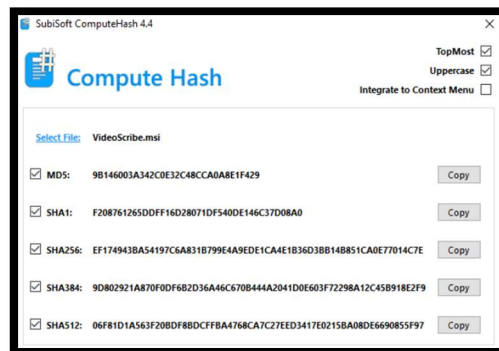 SubiSoft ComputeHash 4.4
TopMost
Uppercase
Compute Hash
Integrate to Context Menu
Select File: VideoScribe.msi
MD5: 9B146003A342C0E32C48CCA0A8E1F429 Copy
SHA1: F208761265DDFF16D28071DF540DE146C37D08A0 Copy
SHA256: EF174943BA54197C6A831B799E4A9EDE1CA4E1B36D3BB14B851CA0E77014C7E Copy
SHA384: 9D802921A870F0DF6B2D36A46C670B444A2041D0E603F72298A12C45B918E2F9 Copy
SHA512: 06F81D1A563F20BDF8BDCFFBA4768CA7C27EED3417E0215BA08DE6690855F97 Copy